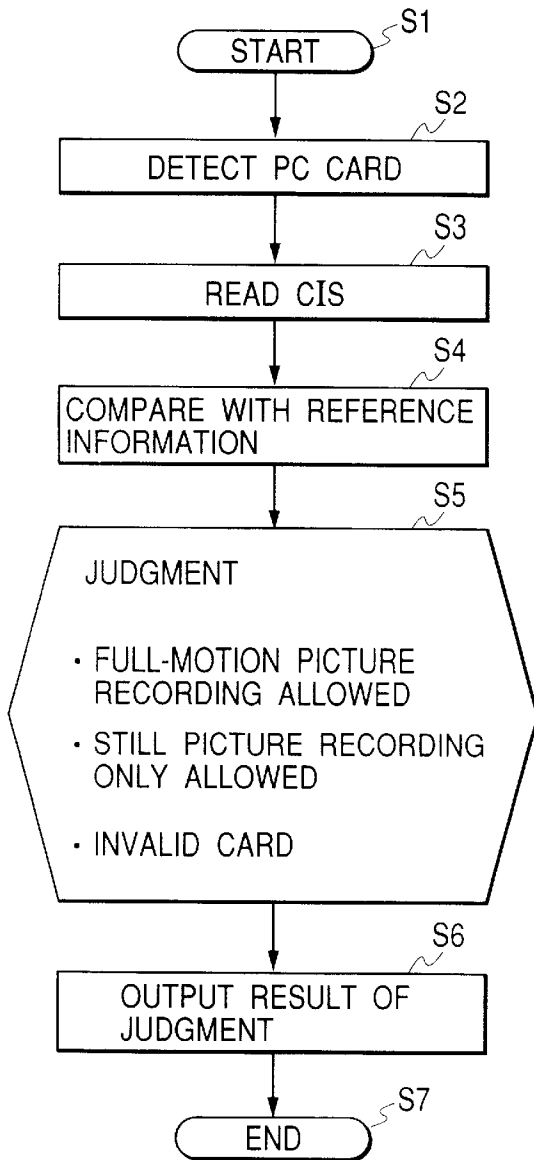 S1
START
S2
DETECT PC CARD
S3
READ CIS
S4
COMPARE WITH REFERENCE
INFORMATION
S5
JUDGMENT
· FULL-MOTION PICTURE
RECORDING ALLOWED
· STILL PICTURE RECORDING
ONLY ALLOWED
· INVALID CARD
S6
OUTPUT RESULT OF
JUDGMENT
S7
END